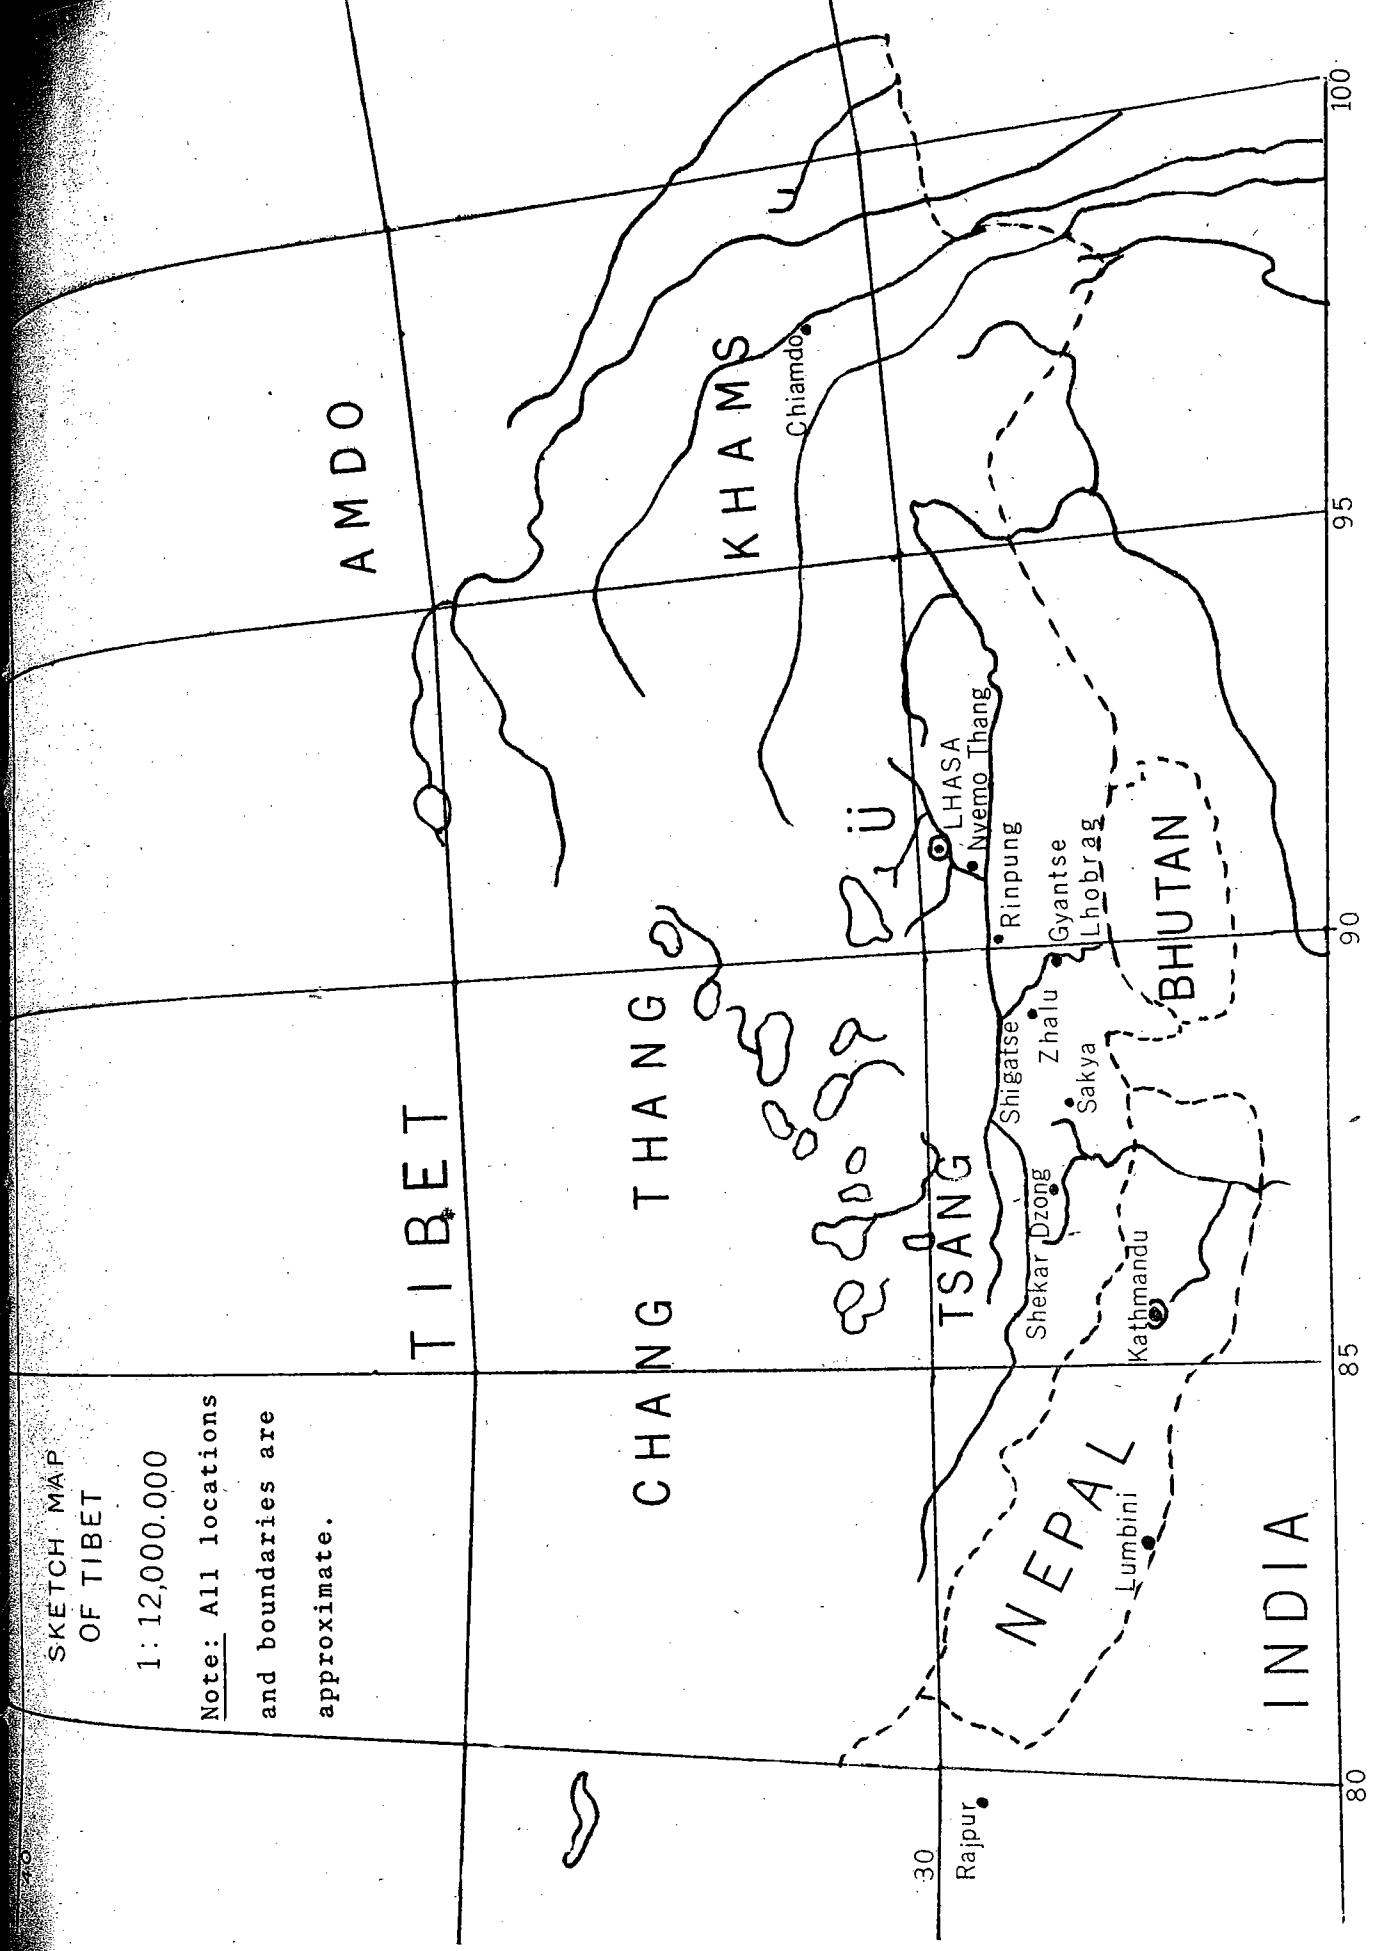 SKETCH MAP
OF TIBET
1: 12,000.000
Note: All locations
and boundaries are
approximate.
40
AMDO
TIBET
CHANG THANG
KHAMS
Chiamdo
Ü
LHASA
Nyemo Thang
Rinpung
Gyantse
Lhobrag
TSANG
Shigatse
Zhalu
Sakya
Shekar Dzong
BHUTAN
Kathmandu
NEPAL
Lumbini
INDIA
30
Rajpur
80
85
90
95
100